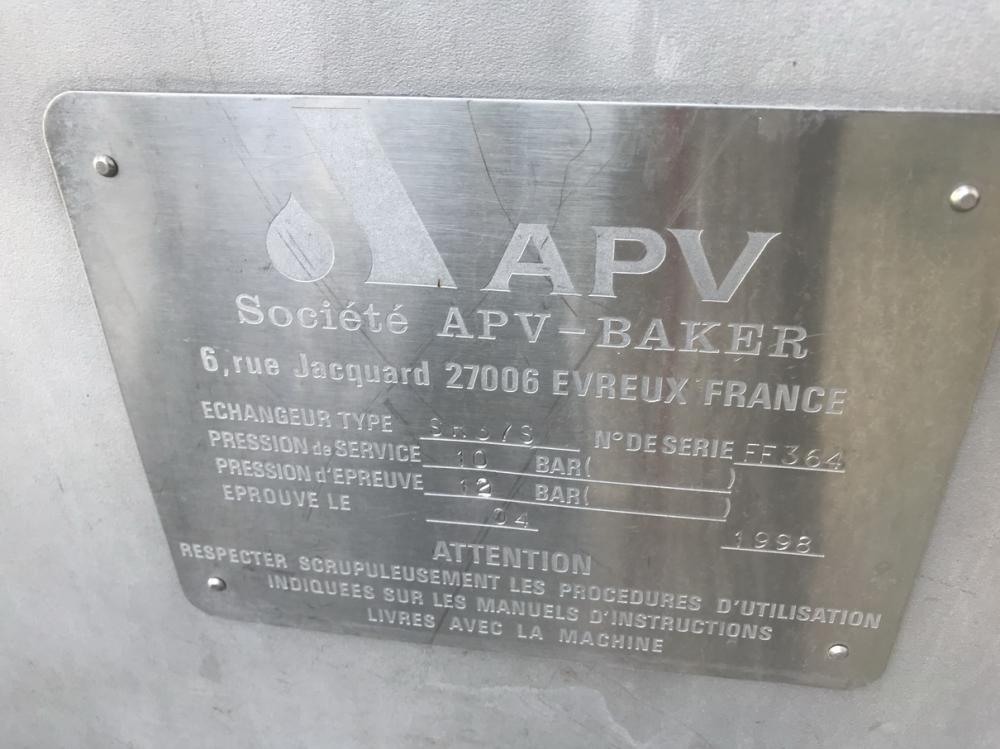 APV
Société APV-BAKER
6, rue Jacquard 27006 EVREUX FRANCE
ECHANGEUR TYPE N° DE SERIE FF364
PRESSION de SERVICE 10 BAR( )
PRESSION d'EPREUVE 12 BAR( )
EPROUVE LE 04 1998
ATTENTION
RESPECTER SCRUPULEUSEMENT LES PROCEDURES D'UTILISATION
INDIQUEES SUR LES MANUELS D'INSTRUCTIONS
LIVRES AVEC LA MACHINE